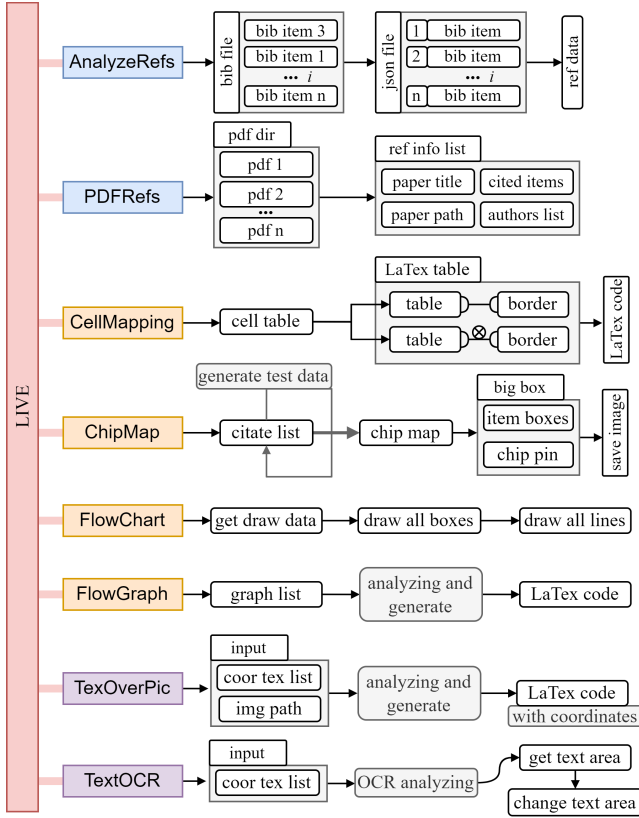 LIVE
AnalyzeRefs
bib file
bib item 3
bib item 1
... i
bib item n
json file
1 bib item
2 bib item
... i
n bib item
ref data
PDFRefs
pdf dir
pdf 1
pdf 2
...
pdf n
ref info list
paper title
cited items
paper path
authors list
CellMapping
cell table
LaTex table
table
border
table
border
LaTex code
ChipMap
generate test data
citate list
chip map
big box
item boxes
chip pin
save image
FlowChart
get draw data
draw all boxes
draw all lines
FlowGraph
graph list
analyzing and
generate
LaTex code
TexOverPic
input
coor tex list
img path
analyzing and
generate
LaTex code
with coordinates
TextOCR
input
coor tex list
OCR analyzing
get text area
change text area